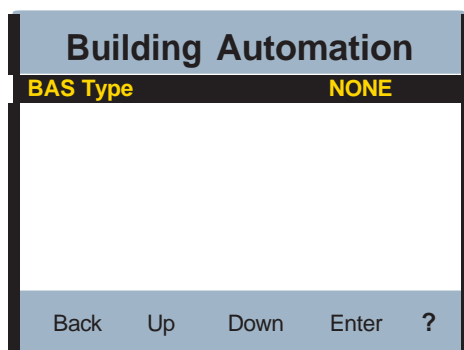 Building Automation
BAS Type NONE
Back Up Down Enter ?